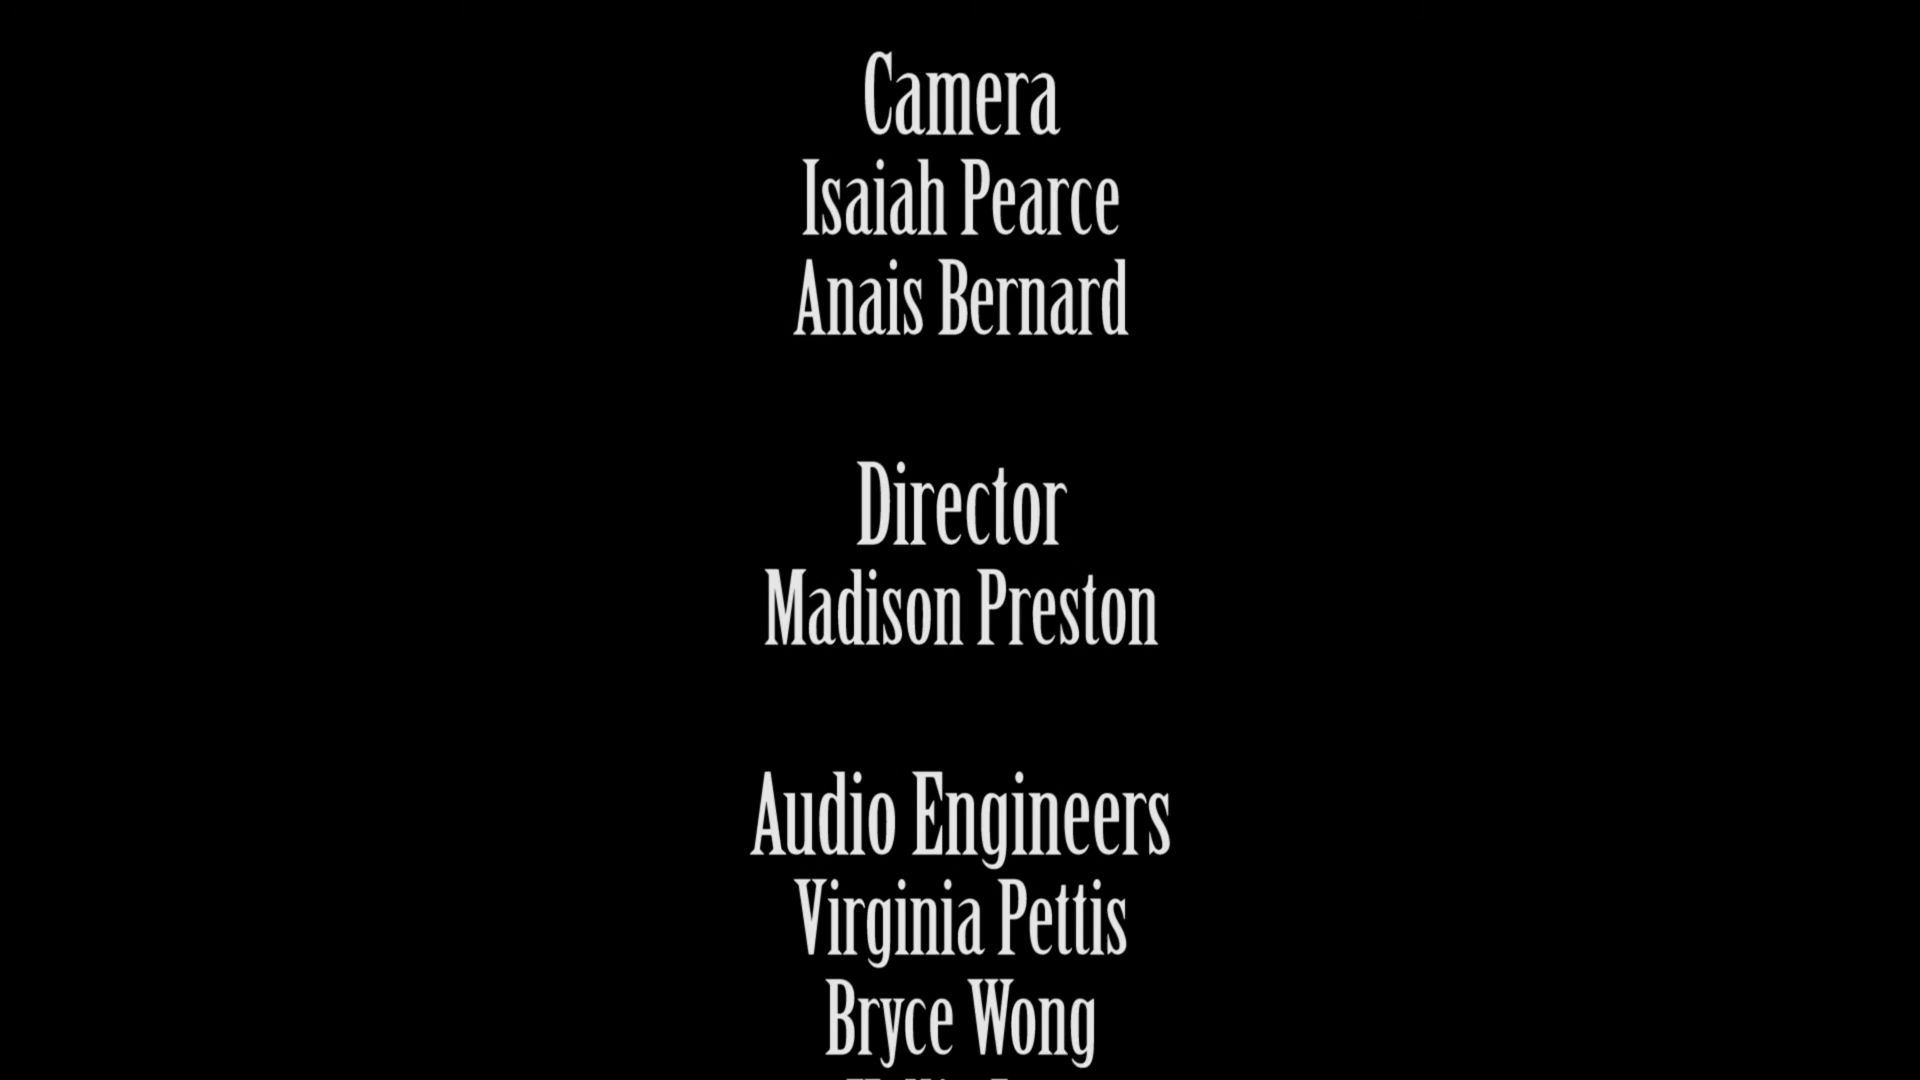 Camera
Isaiah Pearce
Anais Bernard
Director
Madison Preston
Audio Engineers
Virginia Pettis
Bryce Wong